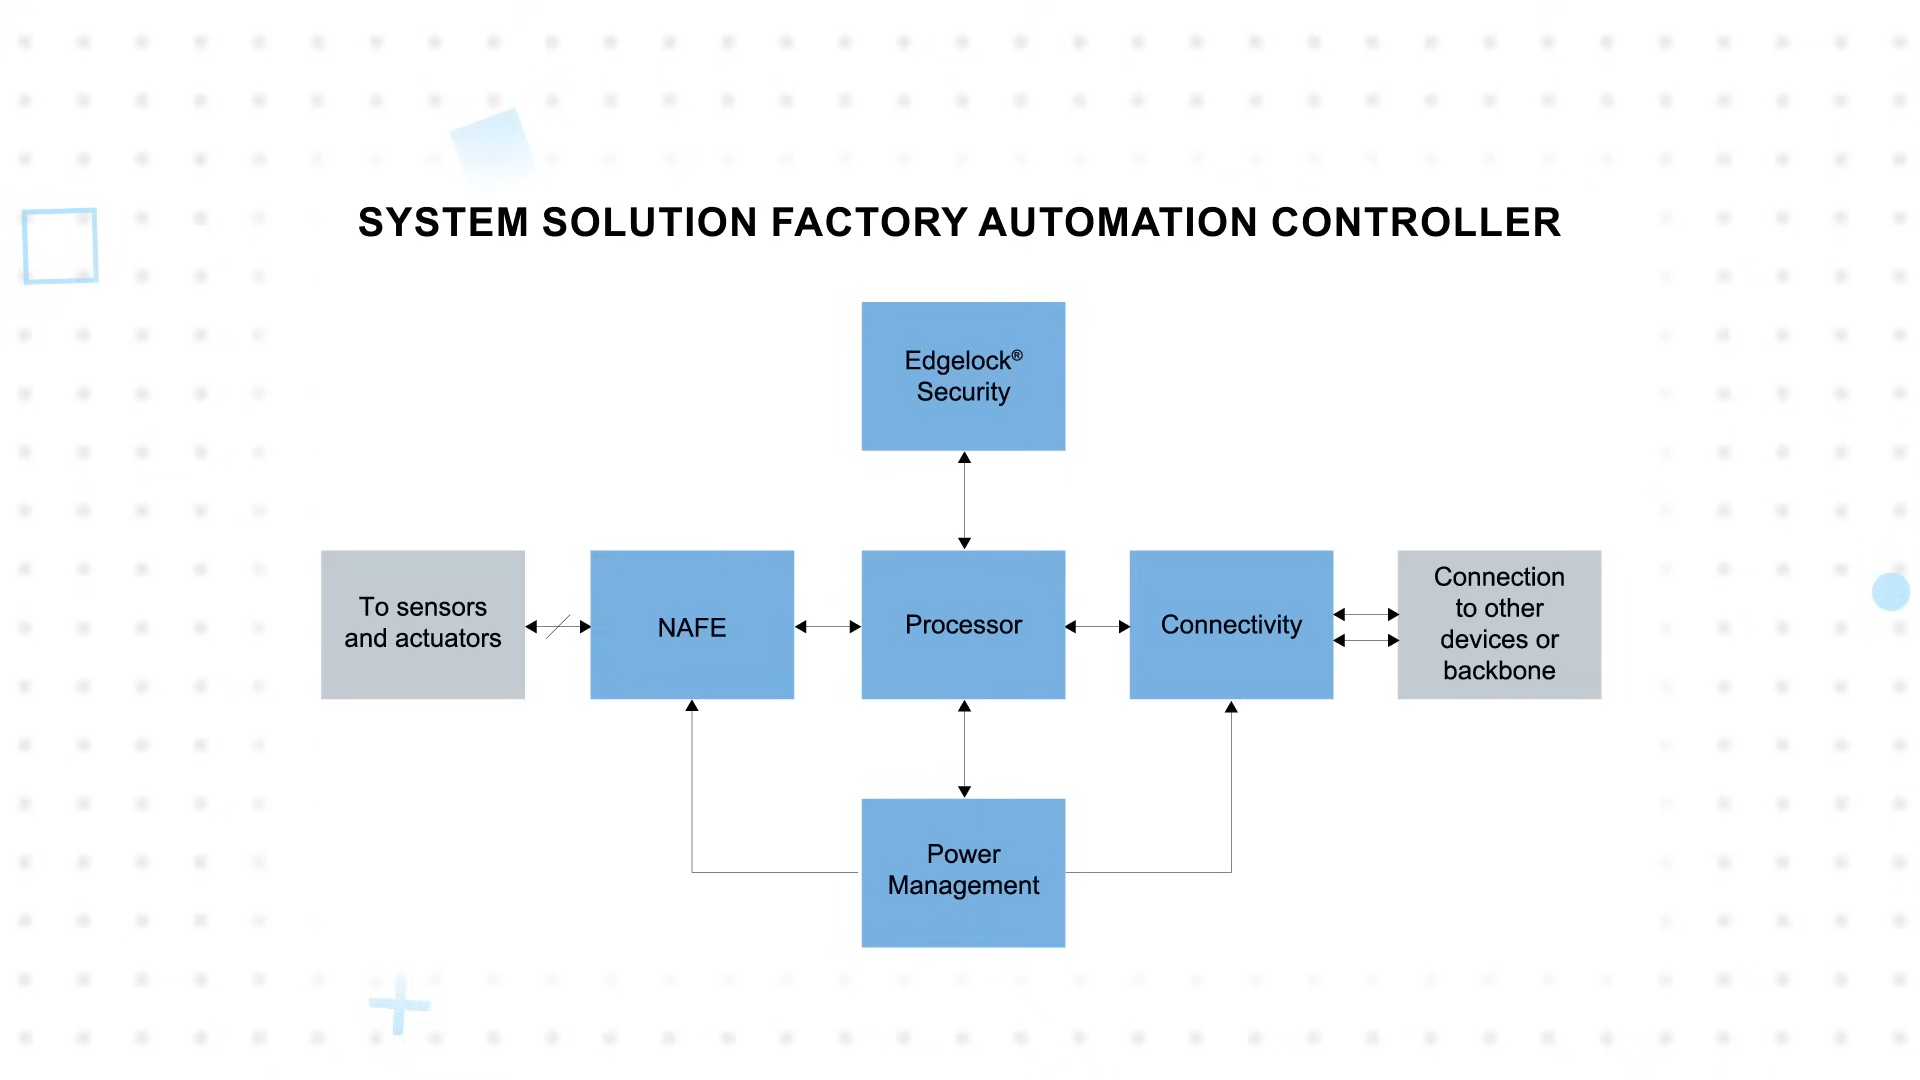 SYSTEM SOLUTION FACTORY AUTOMATION CONTROLLER
Edgelock®
Security
To sensors
and actuators
NAFE
Processor
Connectivity
Connection
to other
devices or
backbone
Power
Management